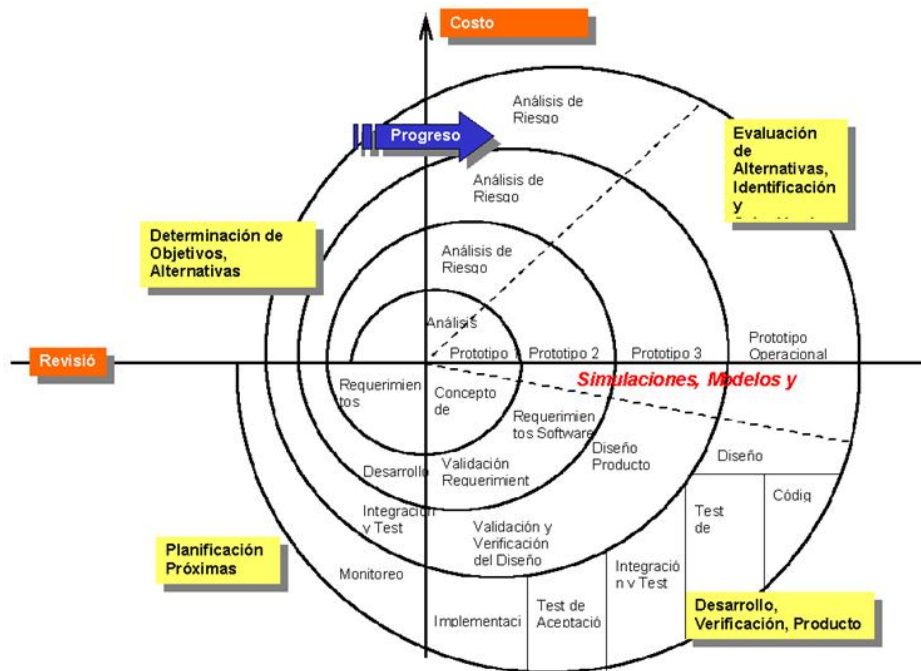 Costo
Análisis de
Riesgo
Progreso
Evaluación
de
Alternativas,
Identificación
y
Análisis de
Riesgo
Determinación de
Objetivos,
Alternativas
Análisis de
Riesgo
Análisis
Revisió
Prototipo 1
Prototipo 2
Prototipo 3
Prototipo
Operacional
Simulaciones, Modelos y
Requerimien
tos
Concepto
de
Requerimien
tos Software
Diseño
Producto
Diseño
Desarrollo
Validación
Requerimient
Códig
Test
de
Integración
y Test
Validación y
Verificación
del Diseño
Planificación
Próximas
Monitoreo
Integració
n y Test
Implementaci
Test de
Aceptació
Desarrollo,
Verificación, Producto